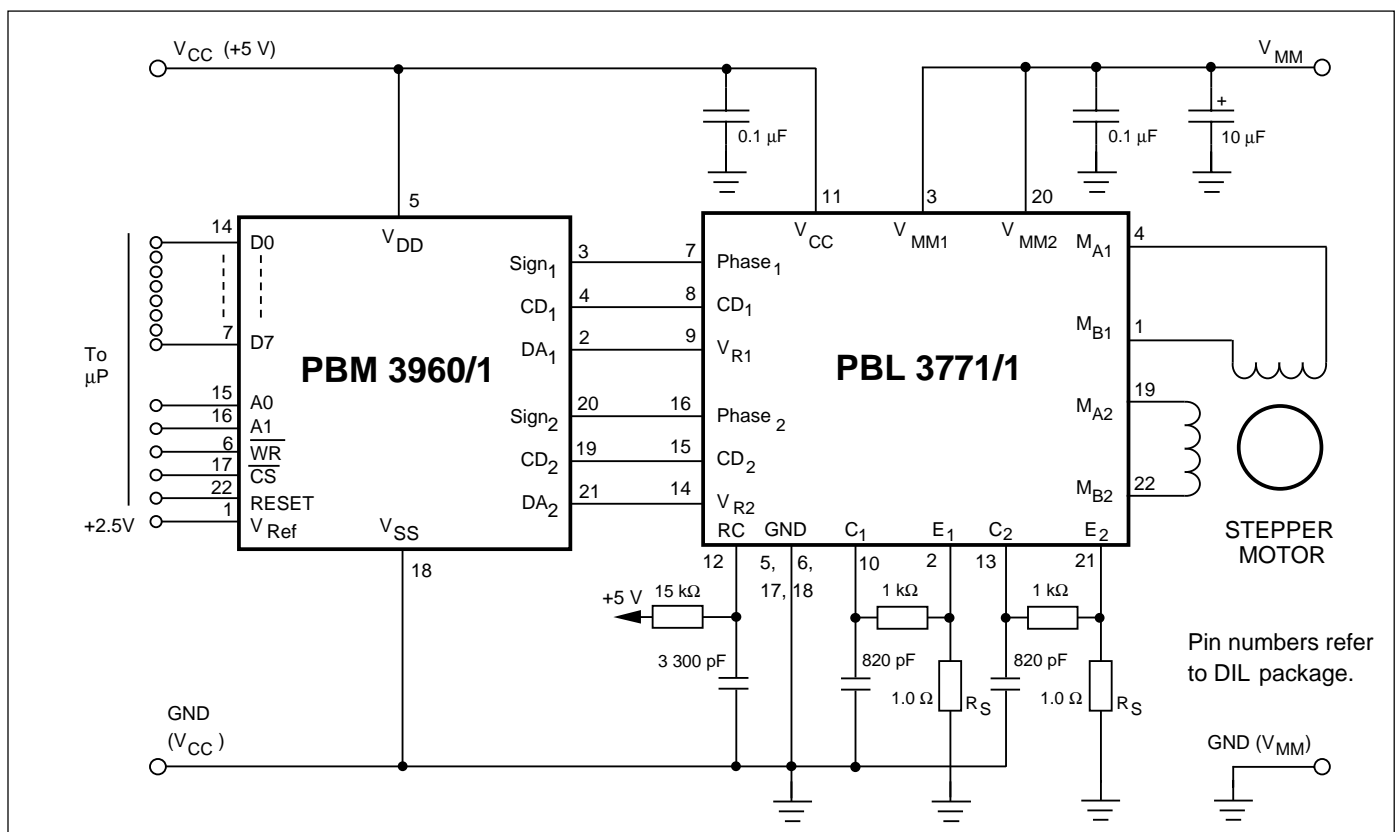 V_CC (+5 V)
V_MM
0.1 µF
0.1 µF
+
10 µF
5
11
3
20
14
D0
7
D7
To
µP
15
A0
16
A1
6
W̅R̅
17
C̅S̅
22
RESET
+2.5V
1
V_Ref
V_DD
PBM 3960/1
V_SS
18
Sign_1
3
7
Phase_1
CD_1
4
8
CD_1
DA_1
2
9
V_R1
Sign_2
20
16
Phase_2
CD_2
19
15
CD_2
DA_2
21
14
V_R2
V_CC
V_MM1
V_MM2
PBL 3771/1
M_A1
4
M_B1
1
M_A2
19
M_B2
22
STEPPER
MOTOR
RC
GND
C_1
E_1
C_2
E_2
12
5,
6,
17, 18
10
2
13
21
+5 V
15 kΩ
1 kΩ
1 kΩ
3 300 pF
820 pF
820 pF
1.0 Ω
R_S
1.0 Ω
R_S
Pin numbers refer
to DIL package.
GND
(V_CC)
GND (V_MM)